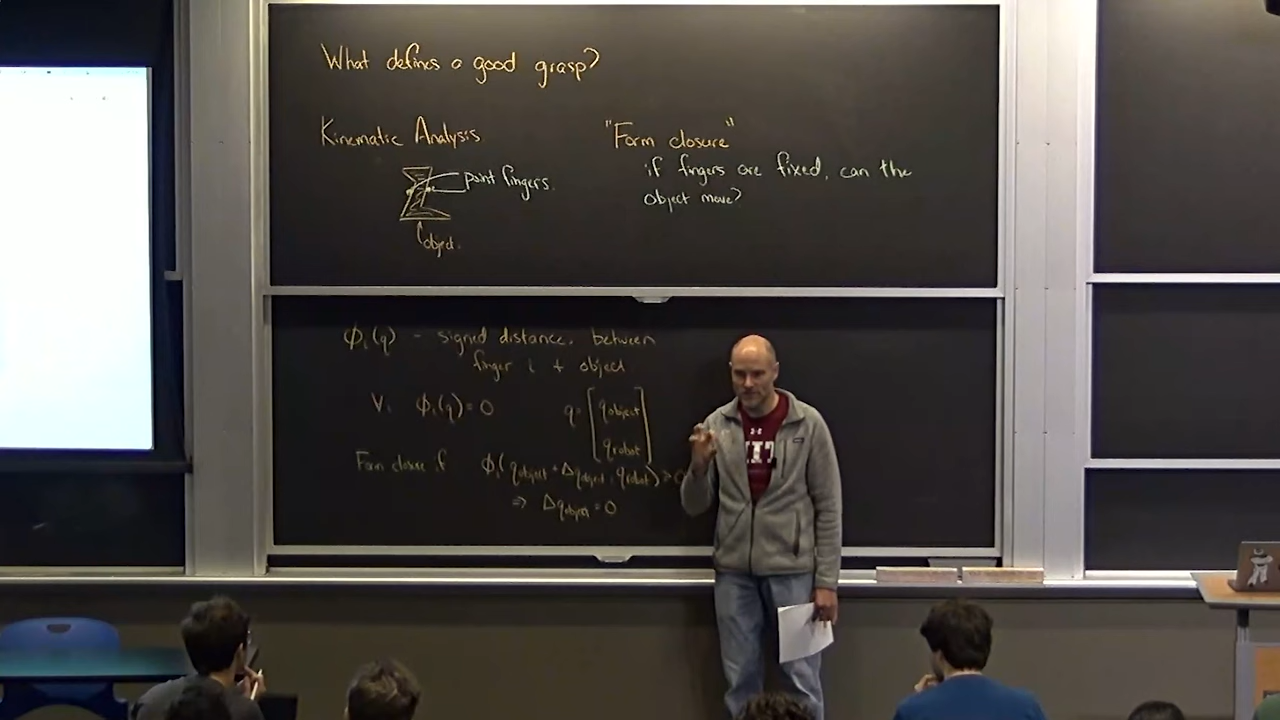 What defines a good grasp?
Kinematic Analysis
point fingers.
object.
"Form closure"
if fingers are fixed, can the
object move?
ϕᵢ(q) - signed distance between
finger i + object
∀ᵢ ϕᵢ(q) = 0
q = [q_object
q_robot]
Form closure if ϕᵢ(q_object + Δq_object, q_robot) ≥ 0
⇒ Δq_object = 0
MIT